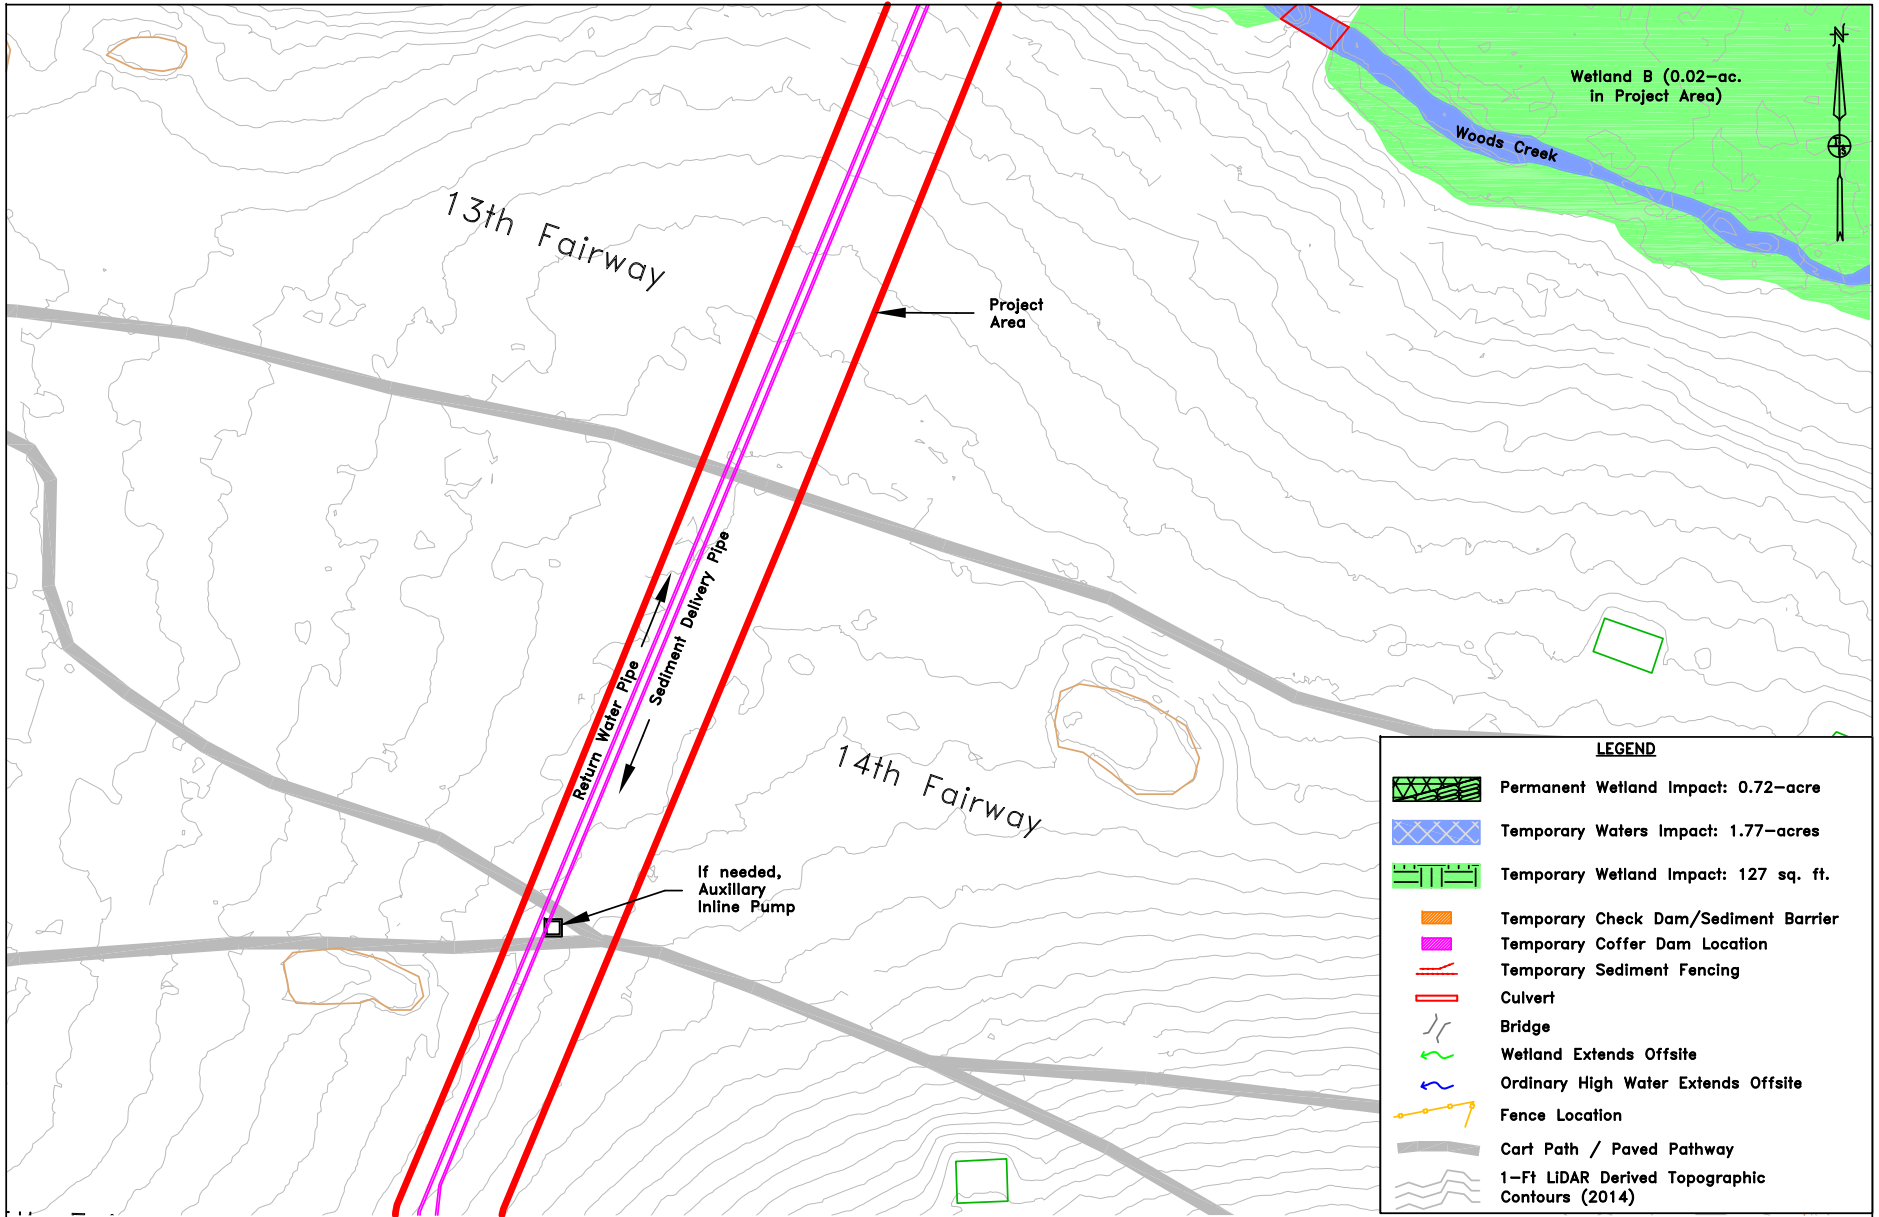 N
Wetland B (0.02-ac.
in Project Area)
Woods Creek
13th Fairway
Project
Area
Return Water Pipe
Sediment Delivery Pipe
14th Fairway
If needed,
Auxillary
Inline Pump
LEGEND
Permanent Wetland Impact: 0.72-acre
Temporary Waters Impact: 1.77-acres
Temporary Wetland Impact: 127 sq. ft.
Temporary Check Dam/Sediment Barrier
Temporary Coffer Dam Location
Temporary Sediment Fencing
Culvert
Bridge
Wetland Extends Offsite
Ordinary High Water Extends Offsite
Fence Location
Cart Path / Paved Pathway
1-Ft LiDAR Derived Topographic
Contours (2014)